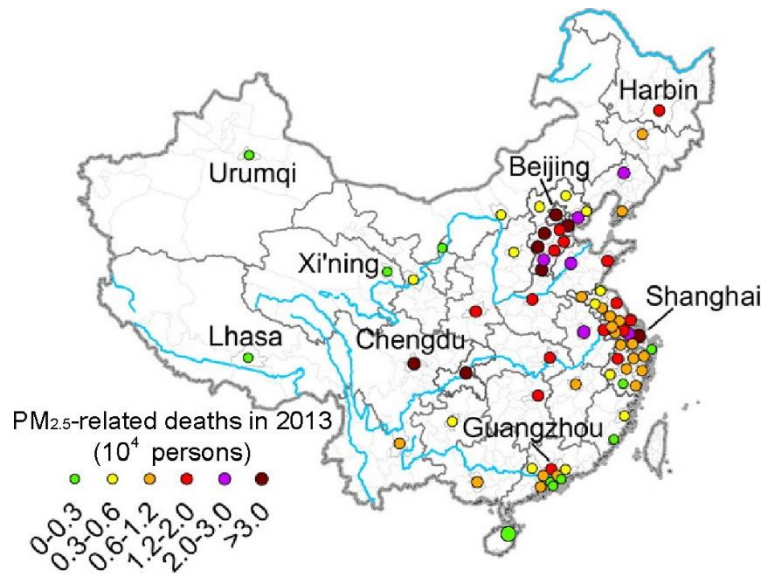 Harbin
Beijing
Urumqi
Xi'ning
Shanghai
Lhasa
Chengdu
PM2.5-related deaths in 2013
(10⁴ persons)
Guangzhou
0-0.3
0.3-0.6
0.6-1.2
1.2-2.0
2.0-3.0
>3.0